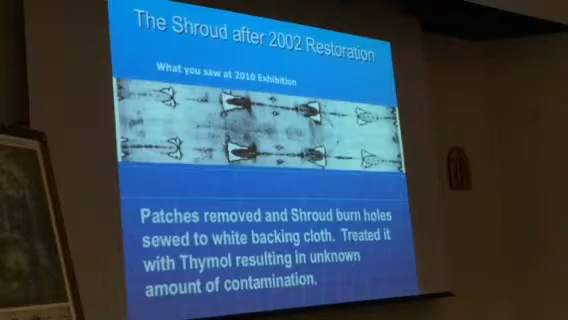 The Shroud after 2002 Restoration
What you saw at 2010 Exhibition
Patches removed and Shroud burn holes
sewed to white backing cloth. Treated it
with Thymol resulting in unknown
amount of contamination.